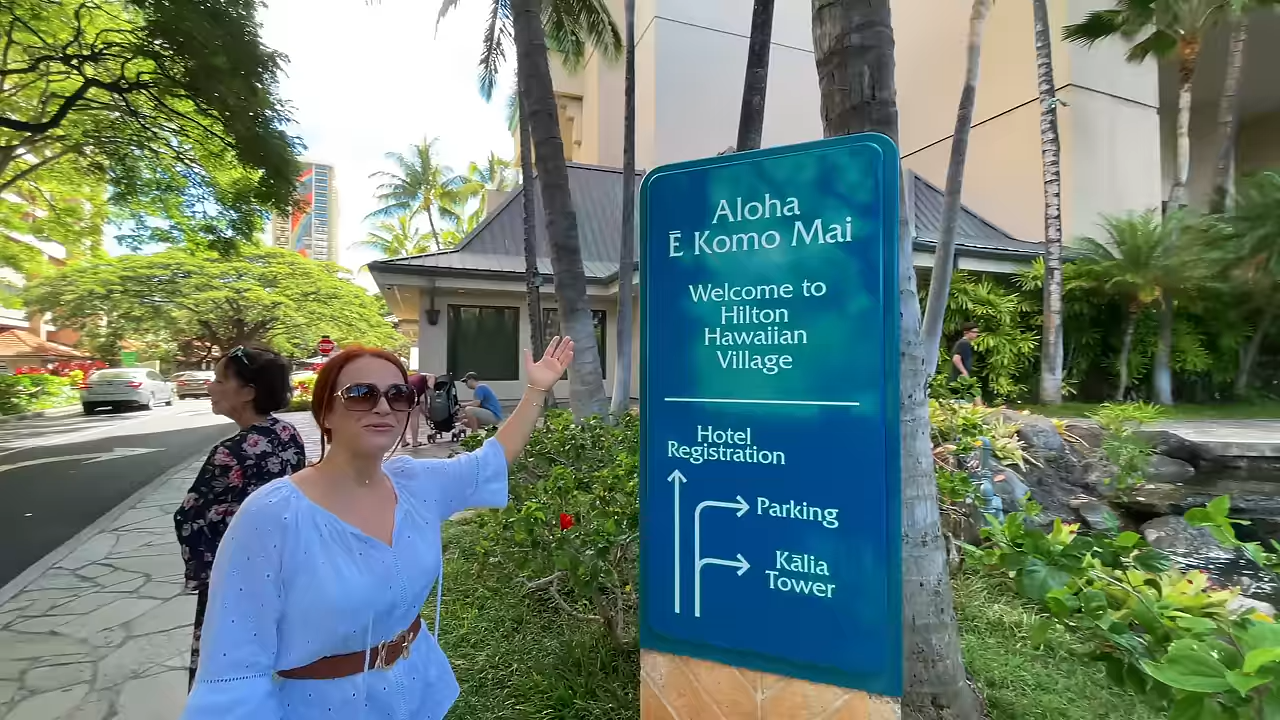 Aloha
Ē Komo Mai
Welcome to
Hilton
Hawaiian
Village
Hotel
Registration
Parking
Kālia
Tower